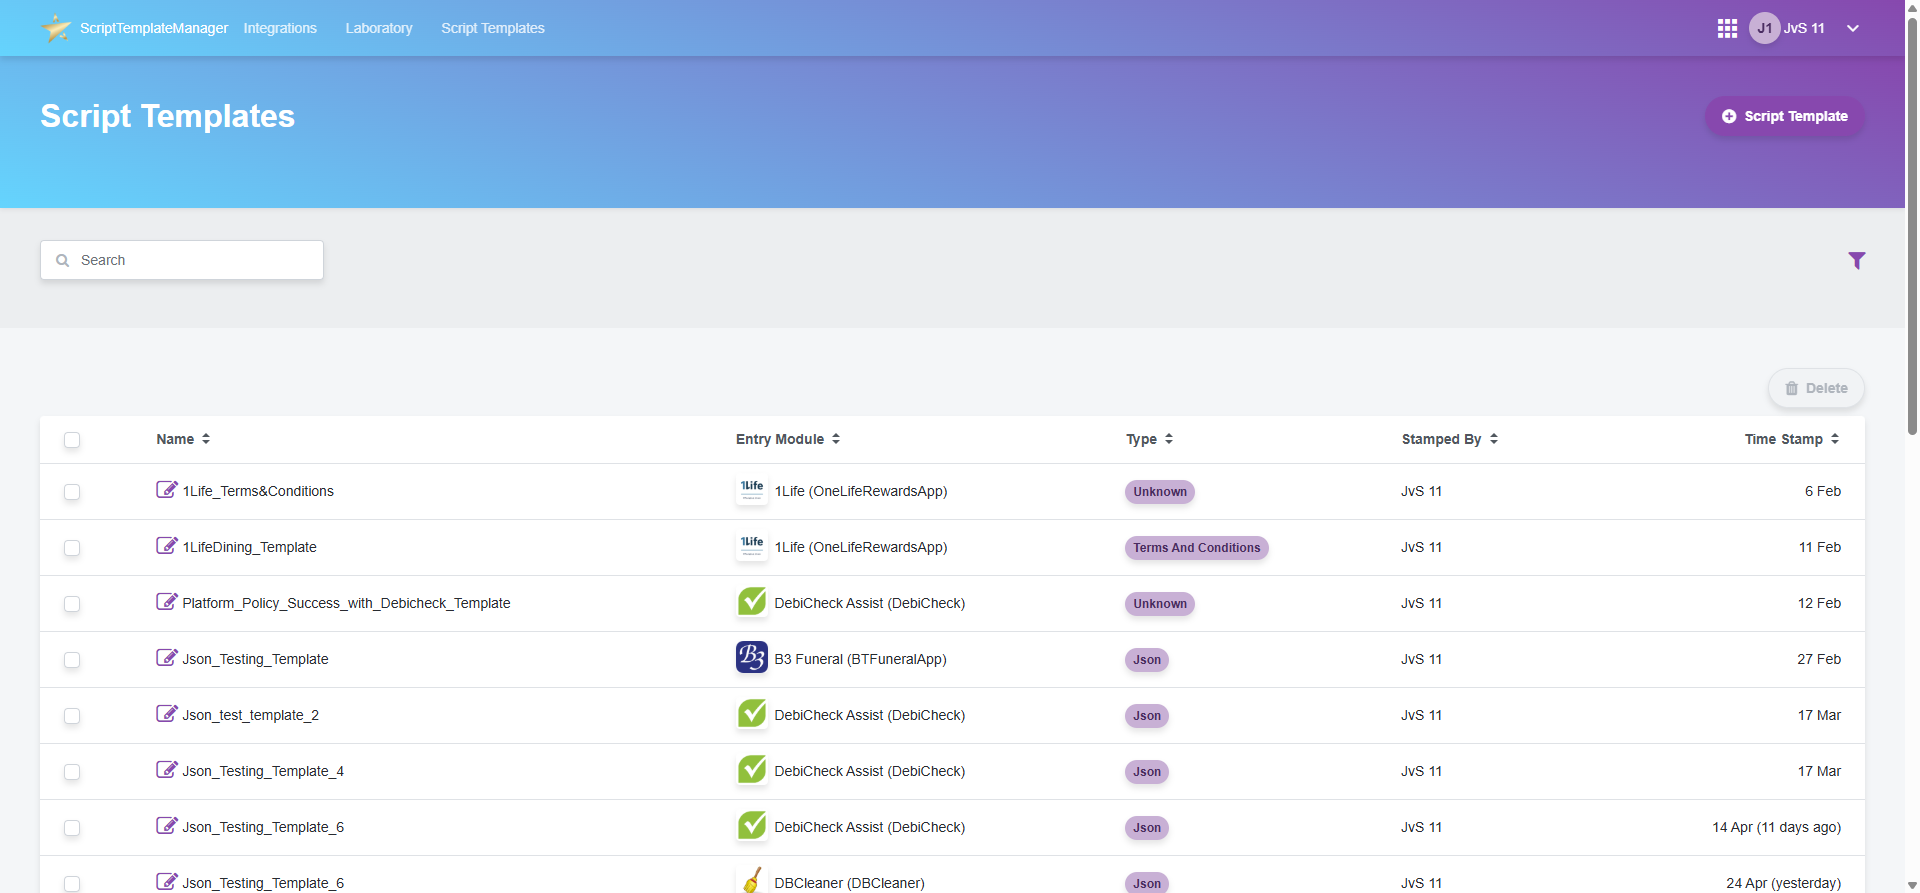 ScriptTemplateManager Integrations Laboratory Script Templates J1 JvS 11
Script Templates
Script Template
Search
Delete
Name Entry Module Type Stamped By Time Stamp
1Life_Terms&Conditions 1Life 1Life (OneLifeRewardsApp) Unknown JvS 11 6 Feb
1LifeDining_Template 1Life 1Life (OneLifeRewardsApp) Terms And Conditions JvS 11 11 Feb
Platform_Policy_Success_with_Debicheck_Template DebiCheck Assist (DebiCheck) Unknown JvS 11 12 Feb
Json_Testing_Template B3 B3 Funeral (BTFuneralApp) Json JvS 11 27 Feb
Json_test_template_2 DebiCheck Assist (DebiCheck) Json JvS 11 17 Mar
Json_Testing_Template_4 DebiCheck Assist (DebiCheck) Json JvS 11 17 Mar
Json_Testing_Template_6 DebiCheck Assist (DebiCheck) Json JvS 11 14 Apr (11 days ago)
Json_Testing_Template_6 DBCleaner (DBCleaner) Json JvS 11 24 Apr (yesterday)